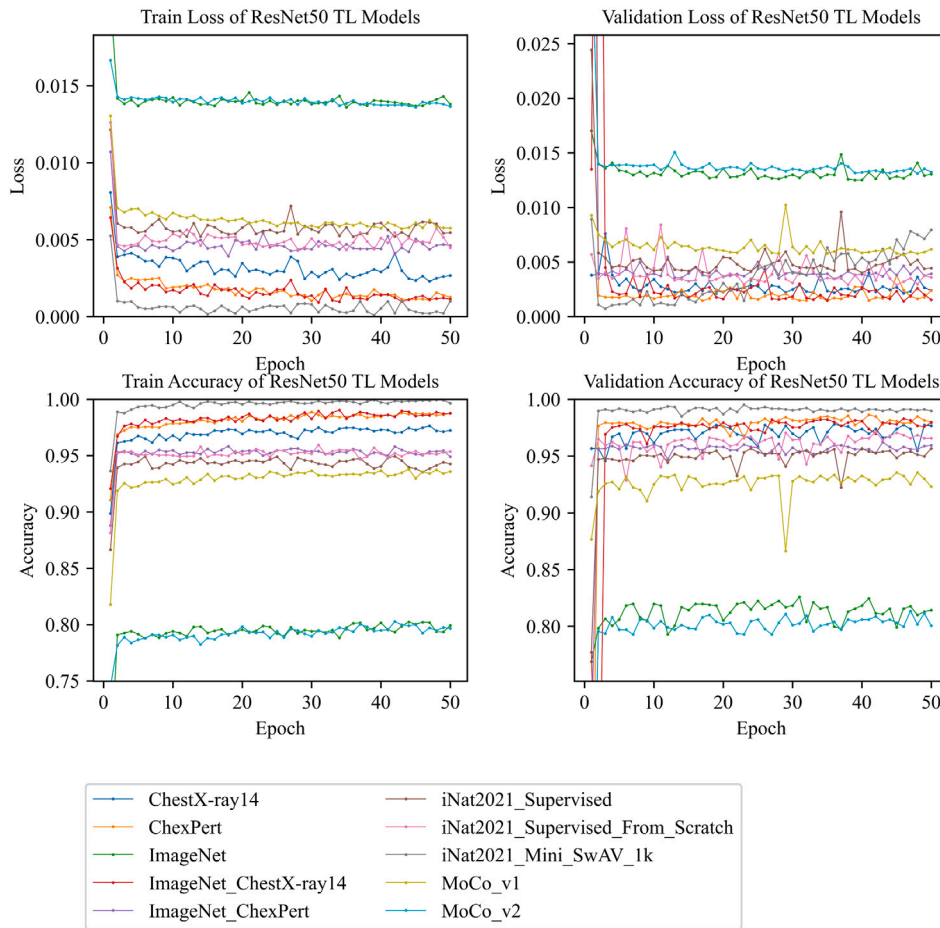 Train Loss of ResNet50 TL Models
Validation Loss of ResNet50 TL Models
0.015
0.010
0.005
0.000
Loss
0 10 20 30 40 50
Epoch
0.025
0.020
0.015
0.010
0.005
0.000
Loss
0 10 20 30 40 50
Epoch
Train Accuracy of ResNet50 TL Models
Validation Accuracy of ResNet50 TL Models
1.00
0.95
0.90
0.85
0.80
0.75
Accuracy
0 10 20 30 40 50
Epoch
1.00
0.95
0.90
0.85
0.80
Accuracy
0 10 20 30 40 50
Epoch
ChestX-ray14
ChexPert
ImageNet
ImageNet_ChestX-ray14
ImageNet_ChexPert
iNat2021_Supervised
iNat2021_Supervised_From_Scratch
iNat2021_Mini_SwAV_1k
MoCo_v1
MoCo_v2